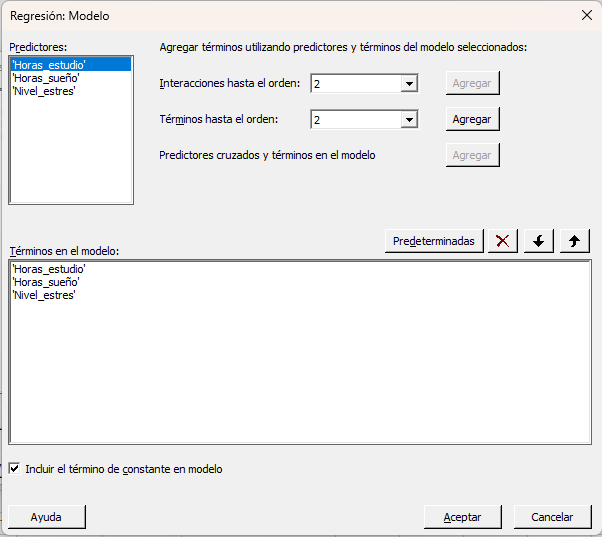 Regresión: Modelo
Predictores:
'Horas_estudio'
'Horas_sueño'
'Nivel_estres'
Agregar términos utilizando predictores y términos del modelo seleccionados:
Interacciones hasta el orden: 2 Agregar
Términos hasta el orden: 2 Agregar
Predictores cruzados y términos en el modelo Agregar
Predeterminadas
Términos en el modelo:
'Horas_estudio'
'Horas_sueño'
'Nivel_estres'
Incluir el término de constante en modelo
Ayuda Aceptar Cancelar